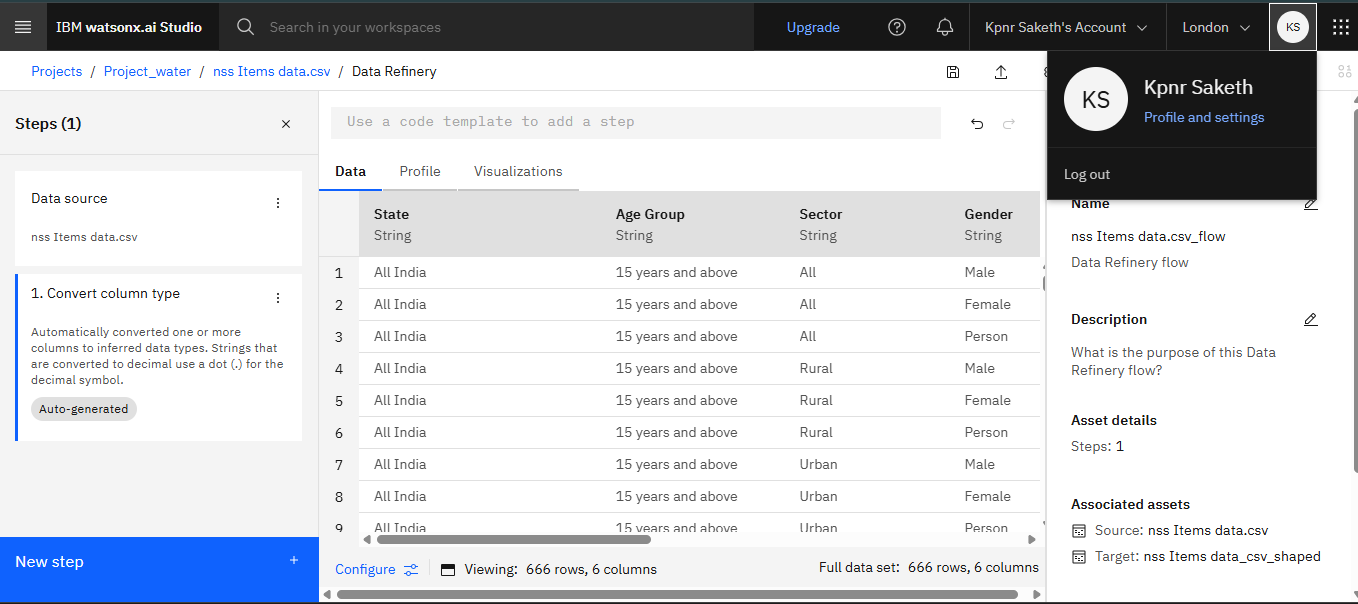 IBM watsonx.ai Studio
Search in your workspaces
Upgrade
Kpnr Saketh's Account
London
KS
Projects / Project_water / nss Items data.csv / Data Refinery
KS
Kpnr Saketh
Profile and settings
Log out
Steps (1)
Data source
nss Items data.csv
1. Convert column type
Automatically converted one or more
columns to inferred data types. Strings that
are converted to decimal use a dot (.) for the
decimal symbol.
Auto-generated
New step +
Use a code template to add a step
Data Profile Visualizations
State Age Group Sector Gender
String String String String
1 All India 15 years and above All Male
2 All India 15 years and above All Female
3 All India 15 years and above All Person
4 All India 15 years and above Rural Male
5 All India 15 years and above Rural Female
6 All India 15 years and above Rural Person
7 All India 15 years and above Urban Male
8 All India 15 years and above Urban Female
9 All India 15 years and above Urban Person
Configure
Viewing: 666 rows, 6 columns
Full data set: 666 rows, 6 columns
Name
nss Items data.csv_flow
Data Refinery flow
Description
What is the purpose of this Data
Refinery flow?
Asset details
Steps: 1
Associated assets
Source: nss Items data.csv
Target: nss Items data_csv_shaped